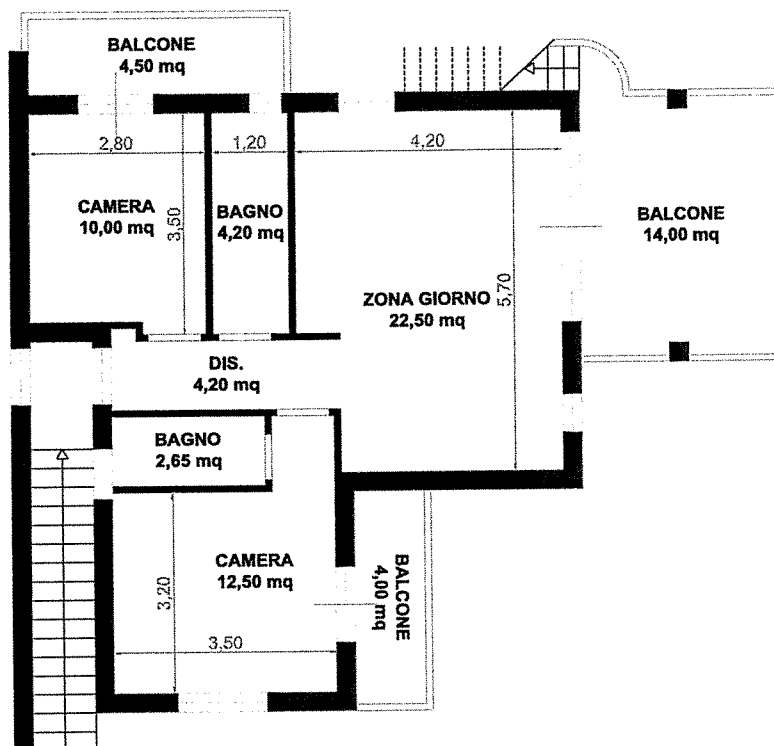 BALCONE
4,50 mq
2,80
1,20
4,20
CAMERA
10,00 mq
3,50
BAGNO
4,20 mq
ZONA GIORNO
22,50 mq
5,70
BALCONE
14,00 mq
DIS.
4,20 mq
BAGNO
2,65 mq
CAMERA
12,50 mq
3,20
3,50
BALCONE
4,00 mq